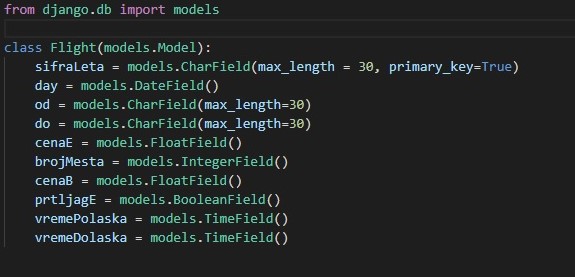 from django.db import models
class Flight(models.Model):
sifraLeta = models.CharField(max_length = 30, primary_key=True)
day = models.DateField()
od = models.CharField(max_length=30)
do = models.CharField(max_length=30)
cenaE = models.FloatField()
brojMesta = models.IntegerField()
cenaB = models.FloatField()
prtljagE = models.BooleanField()
vremePolaska = models.TimeField()
vremeDolaska = models.TimeField()